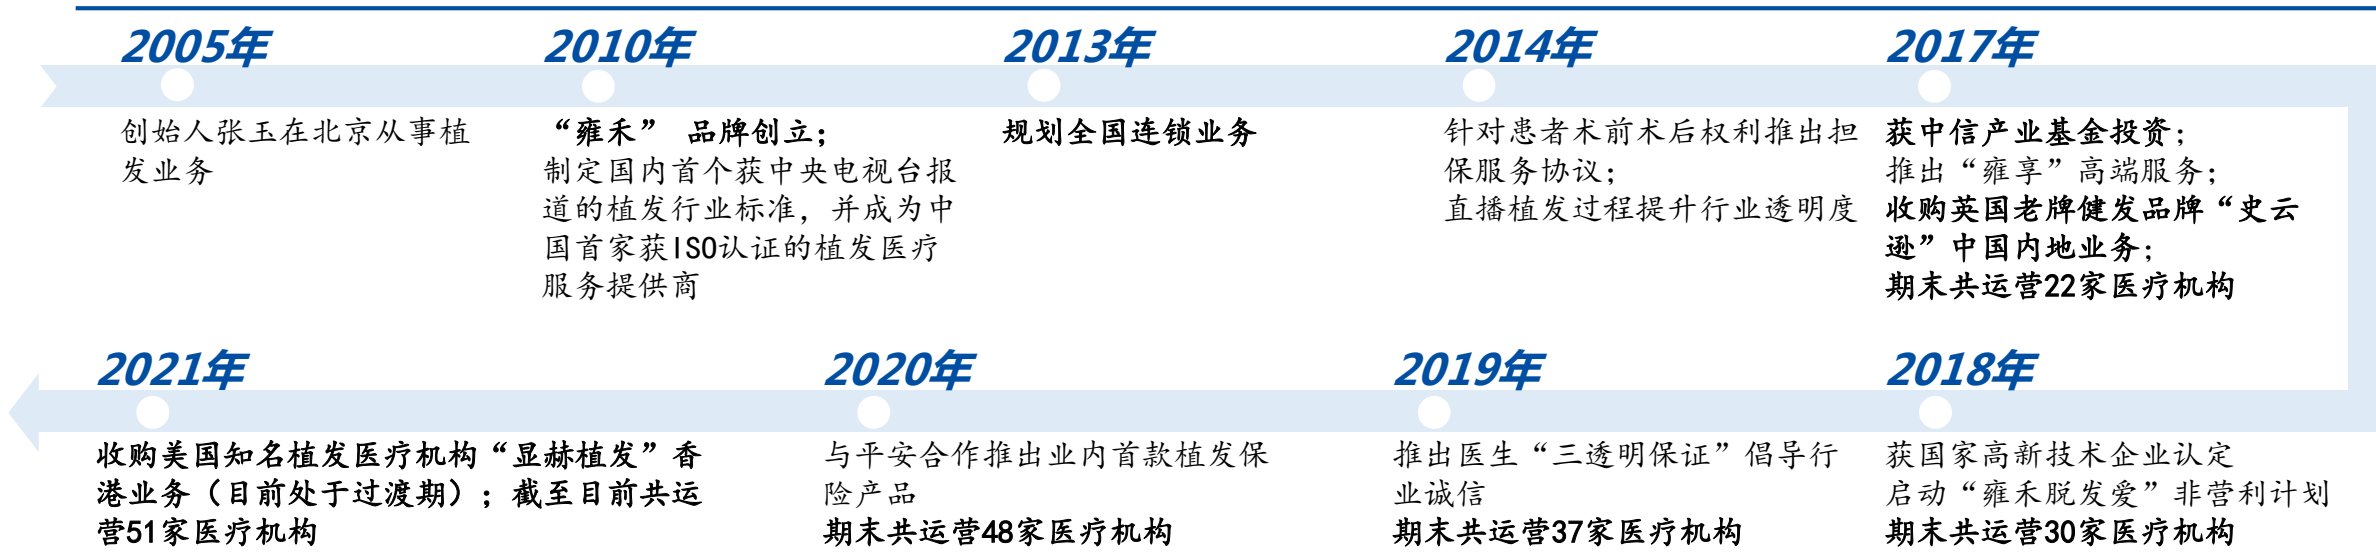 2005年
创始人张玉在北京从事植
发业务
2010年
“雍禾” 品牌创立；
制定国内首个获中央电视台报
道的植发行业标准，并成为中
国首家获ISO认证的植发医疗
服务提供商
2013年
规划全国连锁业务
2014年
针对患者术前术后权利推出担
保服务协议；
直播植发过程提升行业透明度
2017年
获中信产业基金投资；
推出“雍享”高端服务；
收购英国老牌健发品牌“史云
逊”中国内地业务；
期末共运营22家医疗机构
2018年
获国家高新技术企业认定
启动“雍禾脱发爱”非营利计划
期末共运营30家医疗机构
2019年
推出医生“三透明保证”倡导行
业诚信
期末共运营37家医疗机构
2020年
与平安合作推出业内首款植发保
险产品
期末共运营48家医疗机构
2021年
收购美国知名植发医疗机构“显赫植发”香
港业务（目前处于过渡期）；截至目前共运
营51家医疗机构